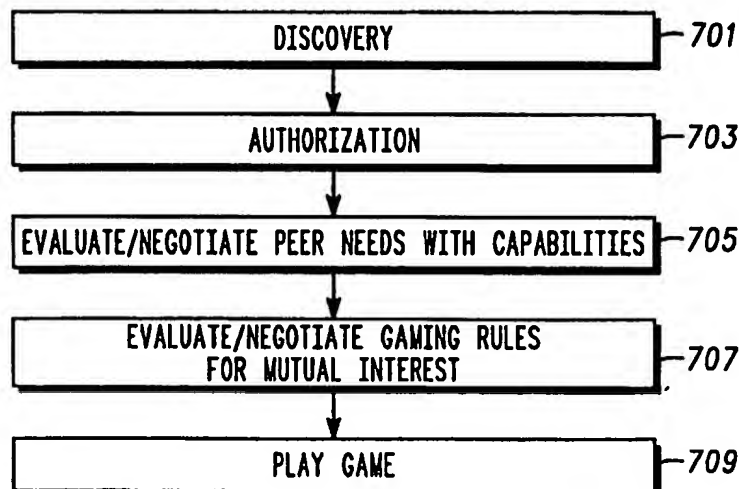 DISCOVERY 701
AUTHORIZATION 703
EVALUATE/NEGOTIATE PEER NEEDS WITH CAPABILITIES 705
EVALUATE/NEGOTIATE GAMING RULES
FOR MUTUAL INTEREST 707
PLAY GAME 709